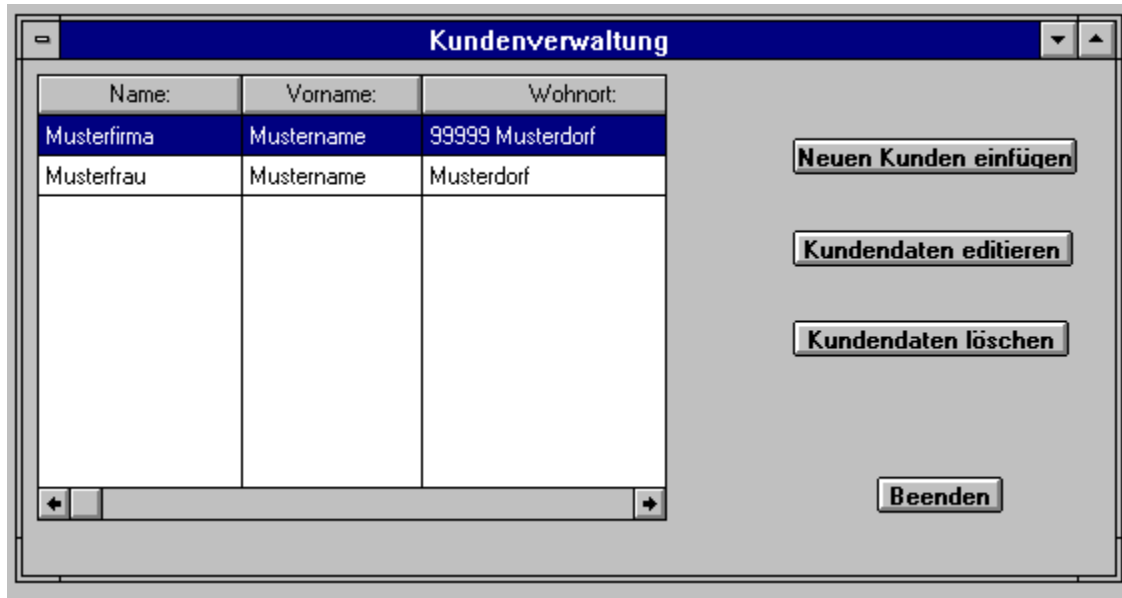 Kundenverwaltung
Name: Vorname: Wohnort:
Musterfirma Mustername 99999 Musterdorf
Musterfrau Mustername Musterdorf
Neuen Kunden einfügen
Kundendaten editieren
Kundendaten löschen
Beenden